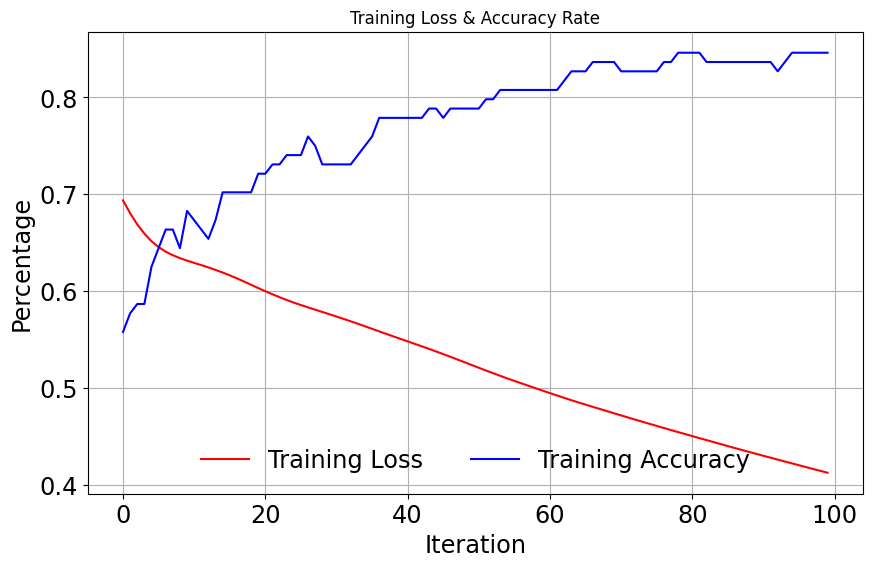 Training Loss & Accuracy Rate
Percentage
0.8
0.7
0.6
0.5
0.4
Training Loss
Training Accuracy
0 20 40 60 80 100
Iteration